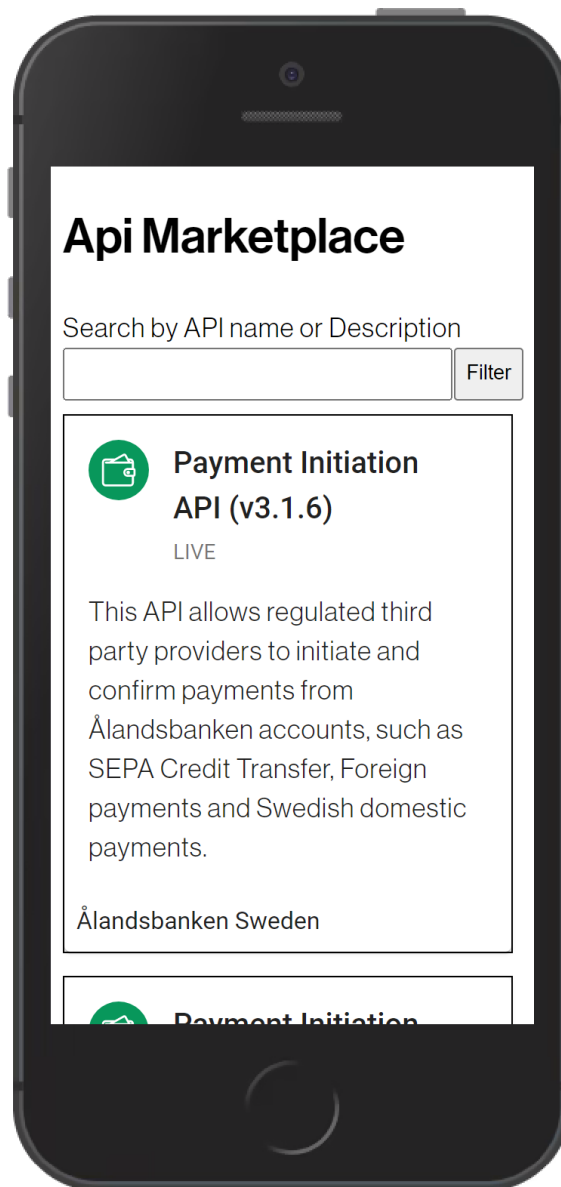 Api Marketplace
Search by API name or Description
Filter
Payment Initiation
API (v3.1.6)
LIVE
This API allows regulated third
party providers to initiate and
confirm payments from
Ålandsbanken accounts, such as
SEPA Credit Transfer, Foreign
payments and Swedish domestic
payments.
Ålandsbanken Sweden
Payment Initiation